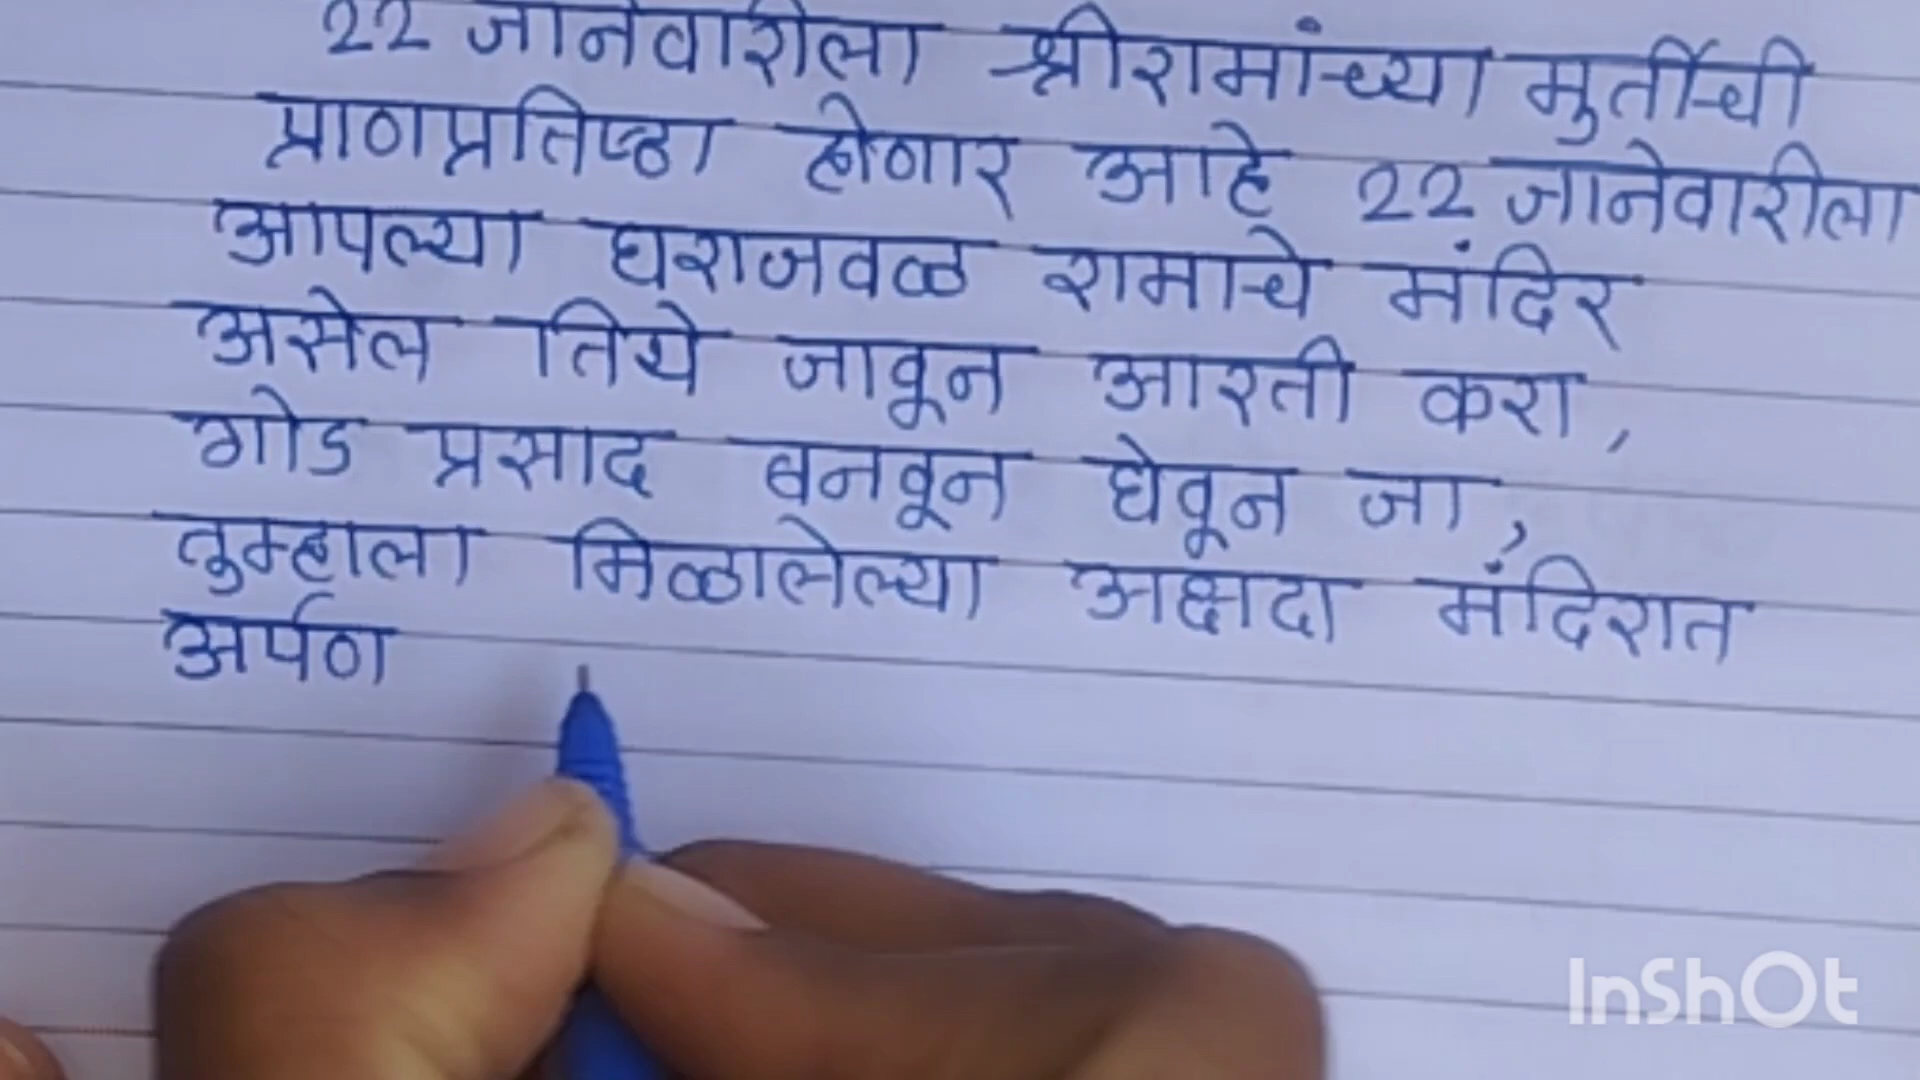 22 जानेवारीला श्रीरामांच्या मुर्तीची
प्राणप्रतिष्ठा होणार आहे 22 जानेवारीला
आपल्या घराजवळ रामाचे मंदिर
असेल तिथे जावून आरती करा,
गोड प्रसाद बनवून घेवून जा,
तुम्हाला मिळालेल्या अक्षदा मंदिरात
अर्पण
InShOt